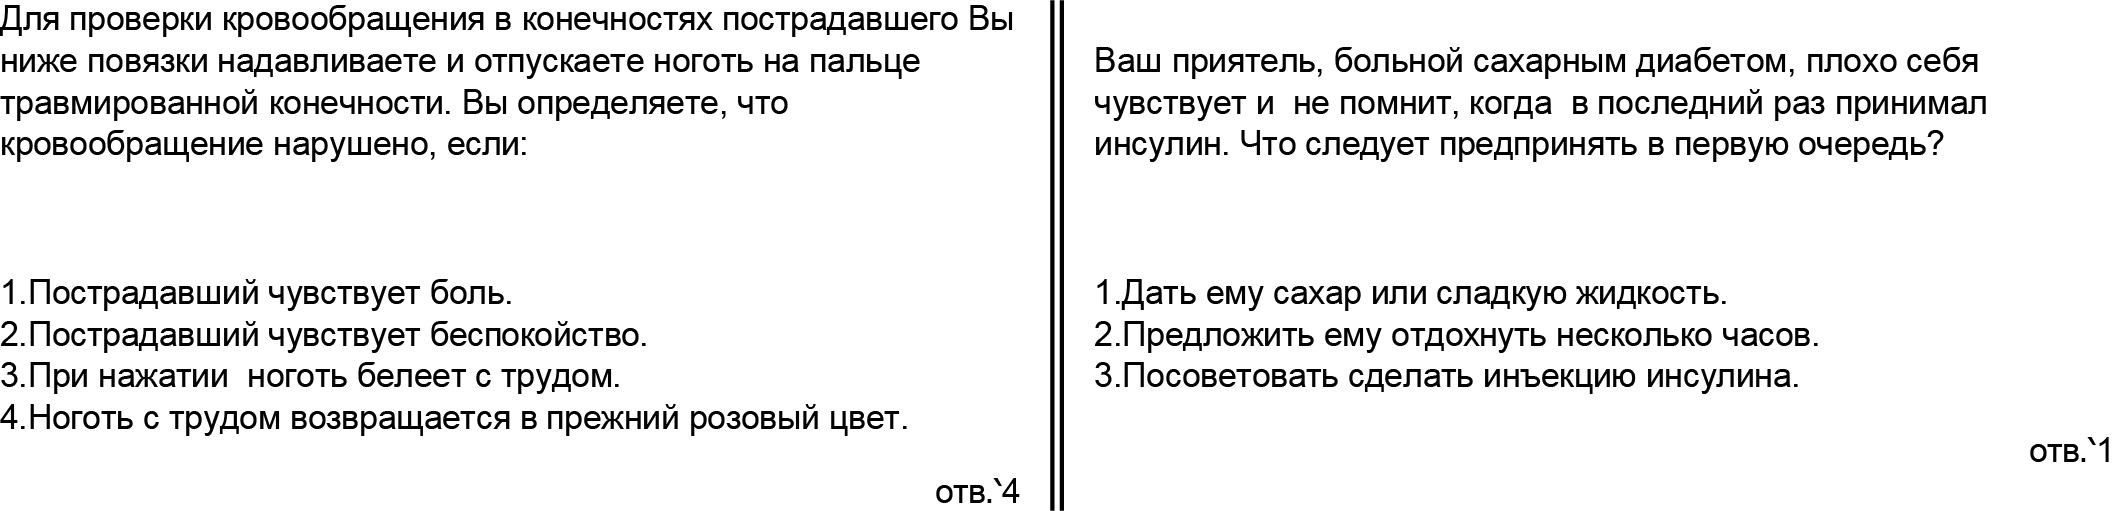 Для проверки кровообращения в конечностях пострадавшего Вы
ниже повязки надавливаете и отпускаете ноготь на пальце
травмированной конечности. Вы определяете, что
кровообращение нарушено, если:
1.Пострадавший чувствует боль.
2.Пострадавший чувствует беспокойство.
3.При нажатии  ноготь белеет с трудом.
4.Ноготь с трудом возвращается в прежний розовый цвет.
отв.`4
Ваш приятель, больной сахарным диабетом, плохо себя
чувствует и  не помнит, когда  в последний раз принимал
инсулин. Что следует предпринять в первую очередь?
1.Дать ему сахар или сладкую жидкость.
2.Предложить ему отдохнуть несколько часов.
3.Посоветовать сделать инъекцию инсулина.
отв.`1